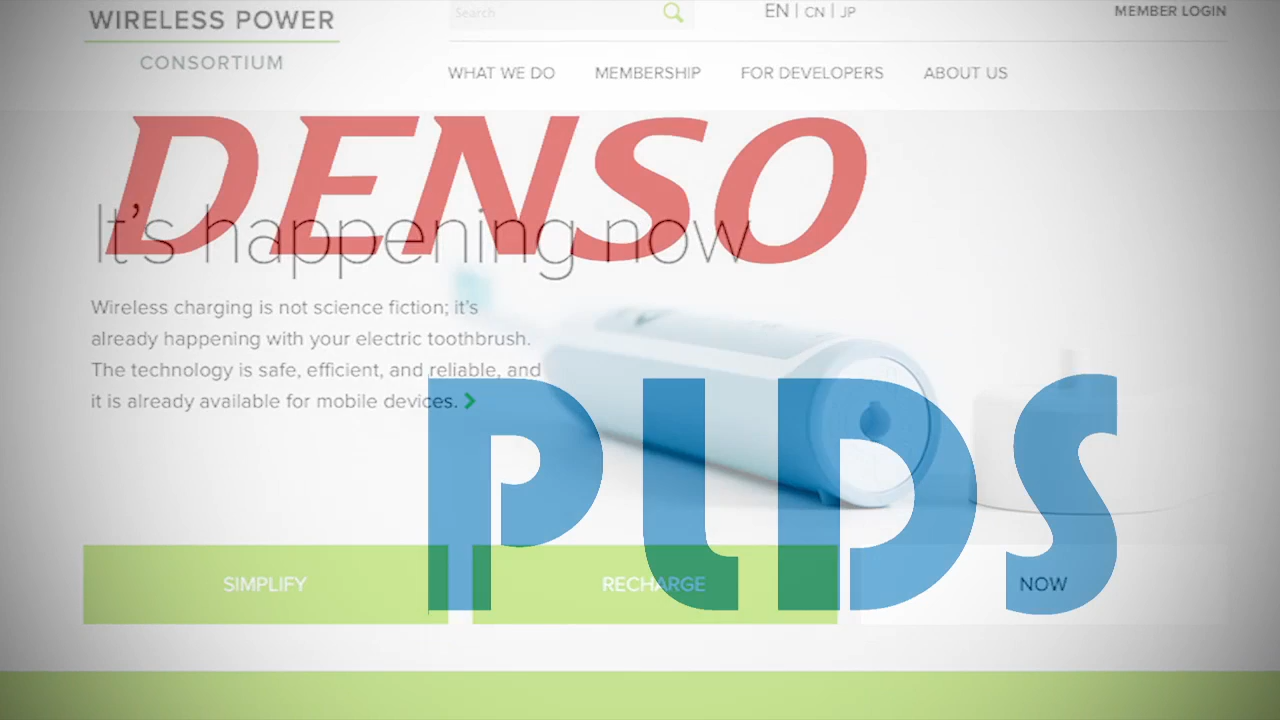 WIRELESS POWER
CONSORTIUM
Search
EN | CN | JP
MEMBER LOGIN
WHAT WE DO
MEMBERSHIP
FOR DEVELOPERS
ABOUT US
DENSO
It's happening now
Wireless charging is not science fiction; it's
already happening with your electric toothbrush.
The technology is safe, efficient, and reliable, and
it is already available for mobile devices.
PLDS
SIMPLIFY
RECHARGE
NOW